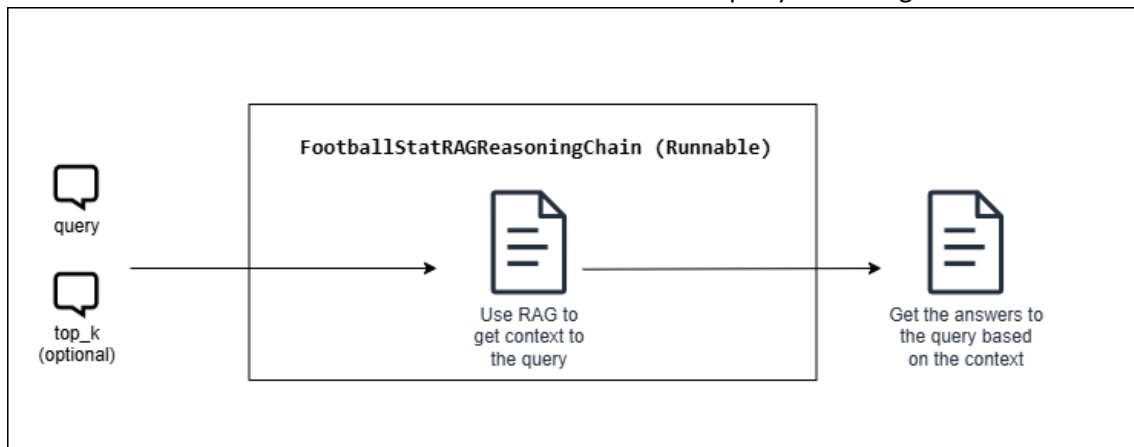 FootballStatRAGReasoningChain (Runnable)
query
top_k
(optional)
Use RAG to
get context to
the query
Get the answers to
the query based
on the context